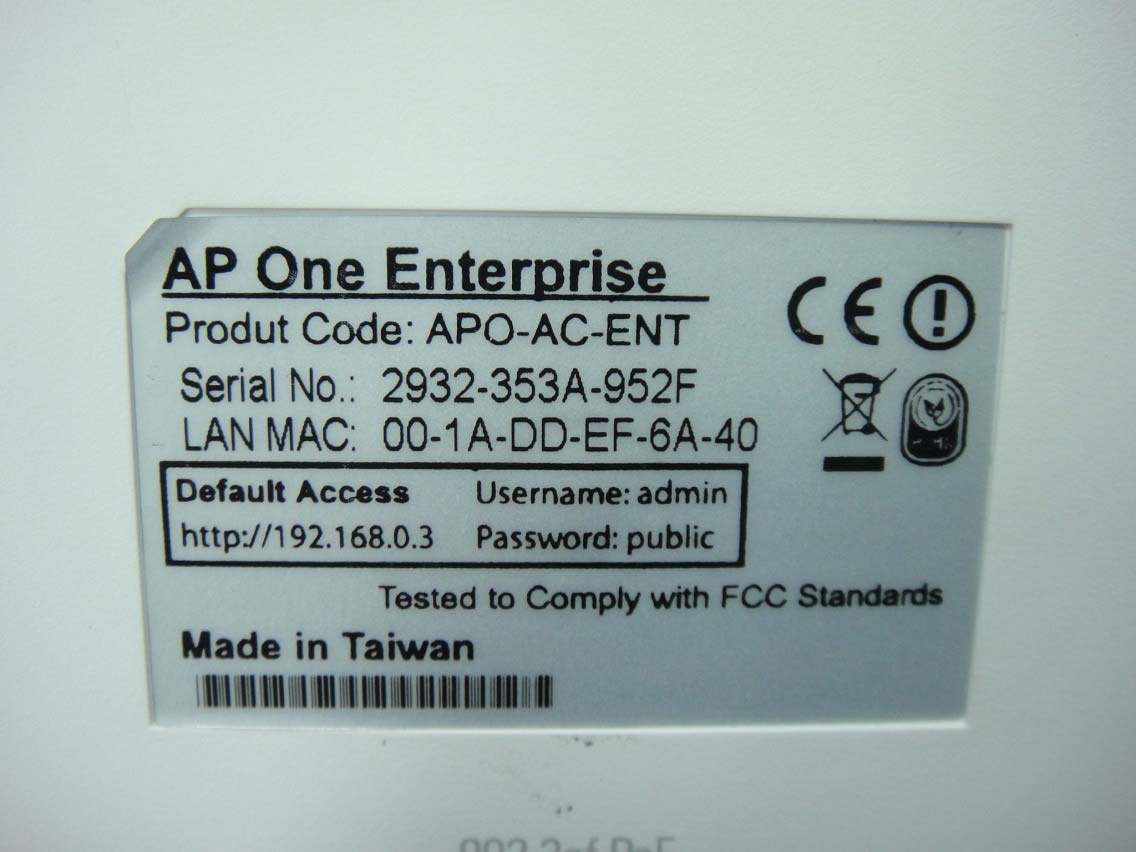 AP One Enterprise
Produt Code: APO-AC-ENT
Serial No.: 2932-353A-952F
LAN MAC: 00-1A-DD-EF-6A-40
Default Access Username: admin
http://192.168.0.3 Password: public
Tested to Comply with FCC Standards
Made in Taiwan